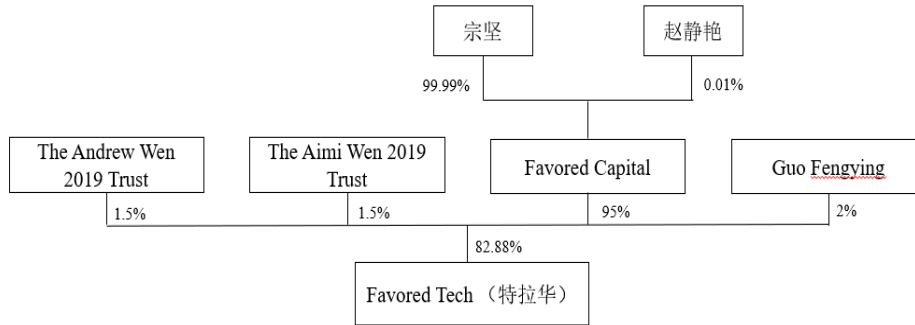 宗坚
赵静艳
99.99%
0.01%
The Andrew Wen
2019 Trust
The Aimi Wen 2019
Trust
Favored Capital
Guo Fengying
1.5%
1.5%
95%
2%
82.88%
Favored Tech （特拉华）